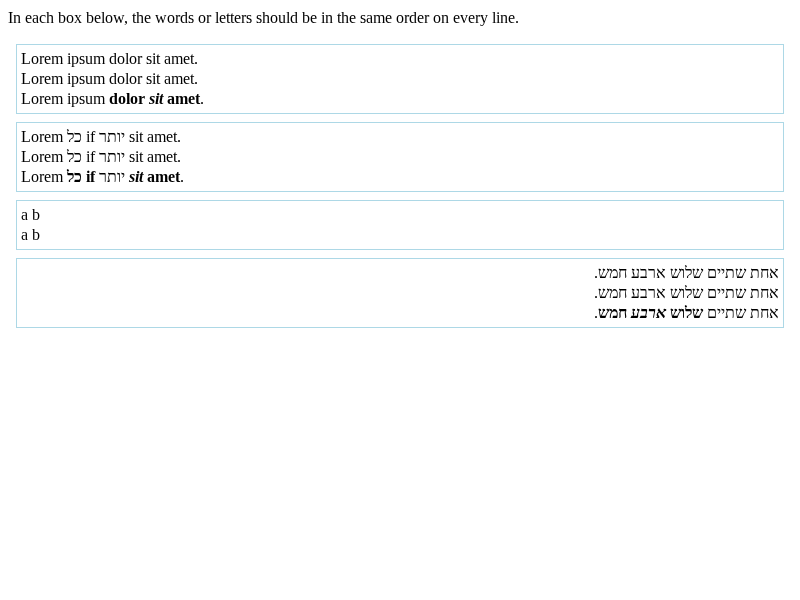 In each box below, the words or letters should be in the same order on every line.
Lorem ipsum dolor sit amet.
Lorem ipsum dolor sit amet.
Lorem ipsum dolor sit amet.
Lorem כל if יותר sit amet.
Lorem כל if יותר sit amet.
Lorem כל if יותר sit amet.
a b
a b
אחת שתיים שלוש ארבע חמש.
אחת שתיים שלוש ארבע חמש.
אחת שתיים שלוש ארבע חמש.